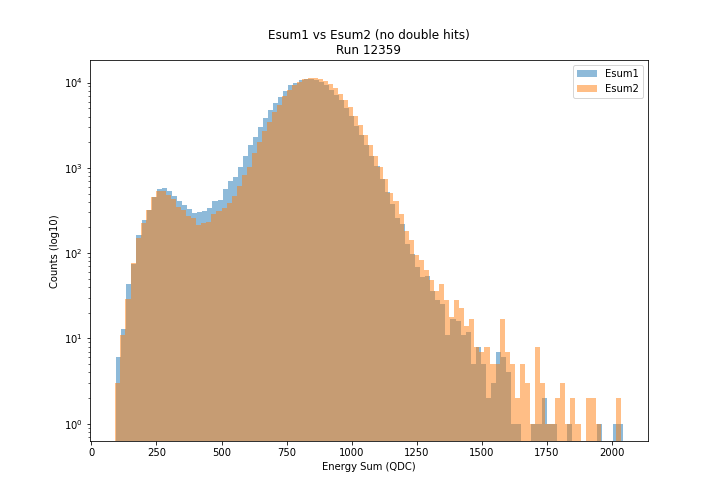 Esum1 vs Esum2 (no double hits)
Run 12359
Esum1
Esum2
Counts (log10)
10⁴
10³
10²
10¹
10⁰
0 250 500 750 1000 1250 1500 1750 2000
Energy Sum (QDC)